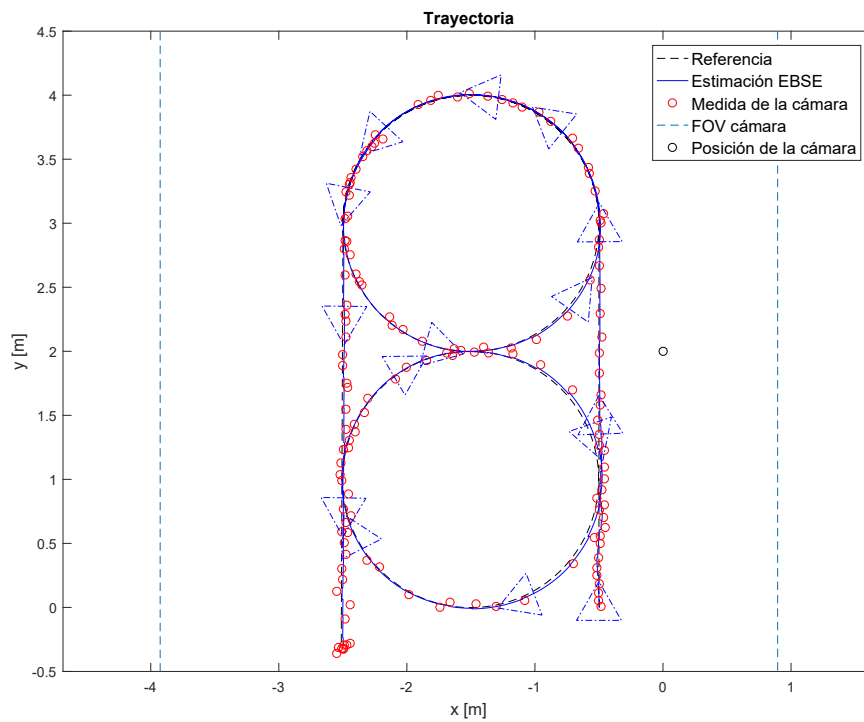 Trayectoria
Referencia
Estimación EBSE
Medida de la cámara
FOV cámara
Posición de la cámara
y [m]
4.5
4
3.5
3
2.5
2
1.5
1
0.5
0
-0.5
-4
-3
-2
-1
0
1
x [m]